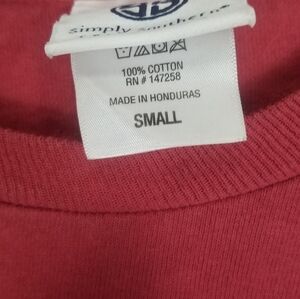 simply southern®
100% COTTON
RN # 147258
MADE IN HONDURAS
SMALL